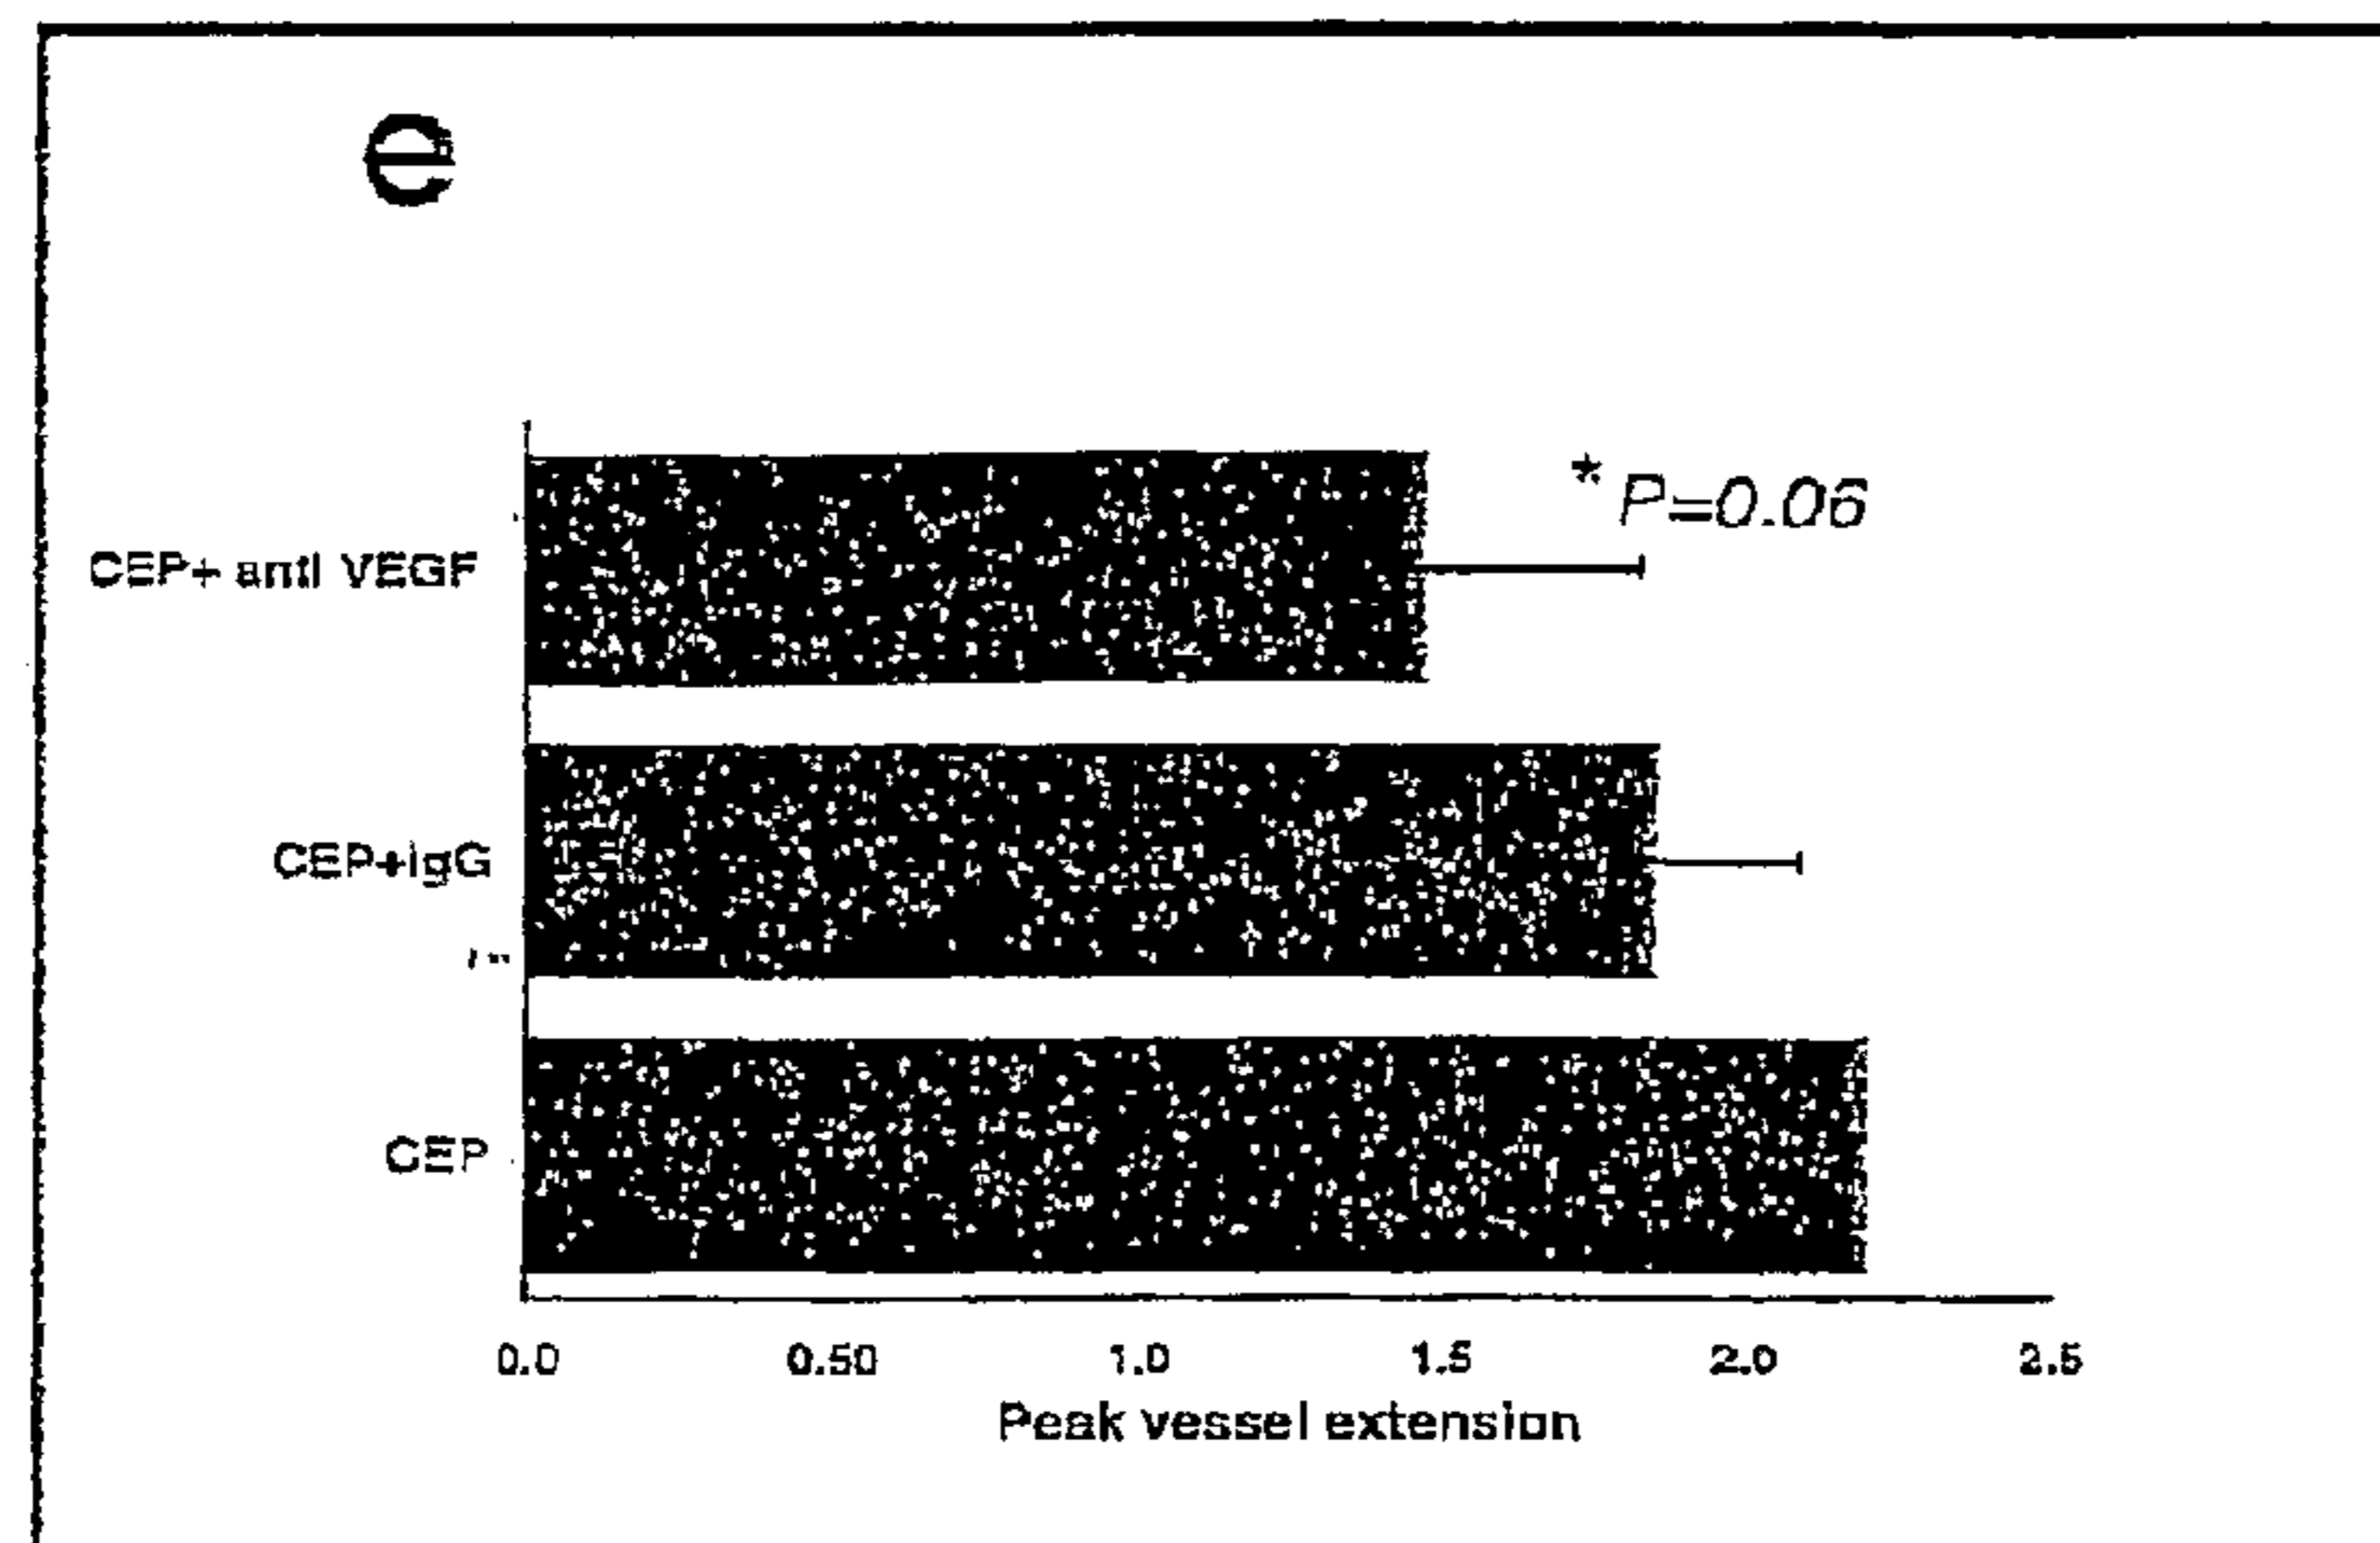 e
* P=0.06
CEP+ anti VEGF
CEP+IgG
CEP
0.0 0.50 1.0 1.5 2.0 2.5
Peak vessel extension